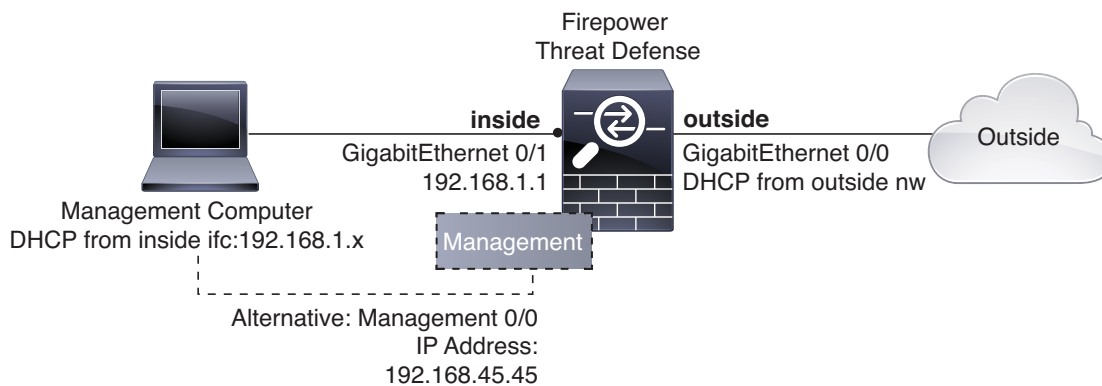 Firepower
Threat Defense
inside
outside
Outside
GigabitEthernet 0/1
192.168.1.1
GigabitEthernet 0/0
DHCP from outside nw
Management Computer
DHCP from inside ifc:192.168.1.x
Management
Alternative: Management 0/0
IP Address:
192.168.45.45